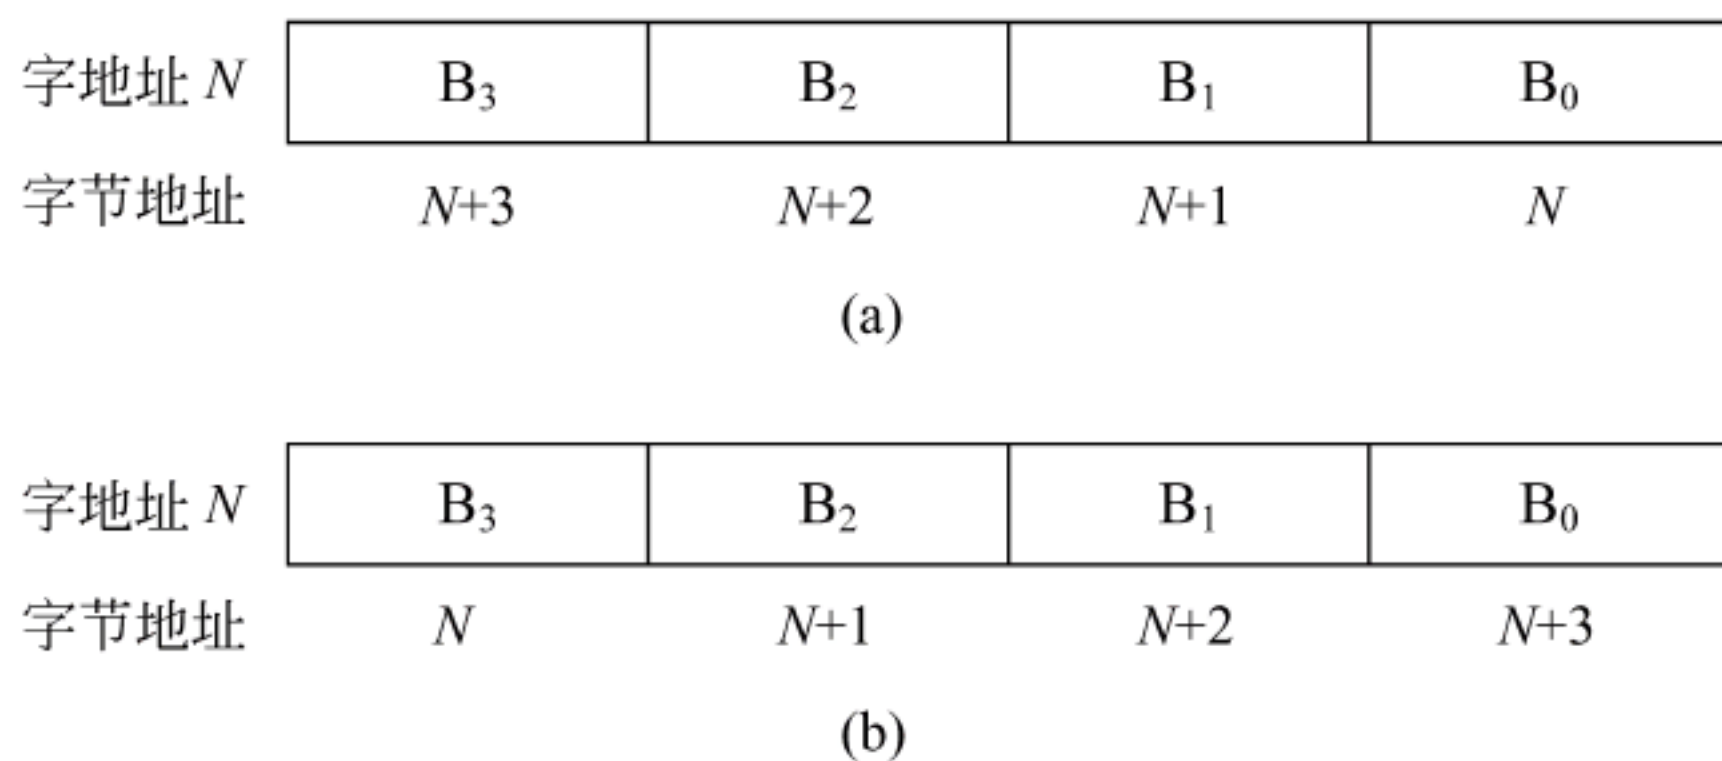 字地址 N B₃ B₂ B₁ B₀
字节地址 N+3 N+2 N+1 N
(a)
字地址 N B₃ B₂ B₁ B₀
字节地址 N N+1 N+2 N+3
(b)